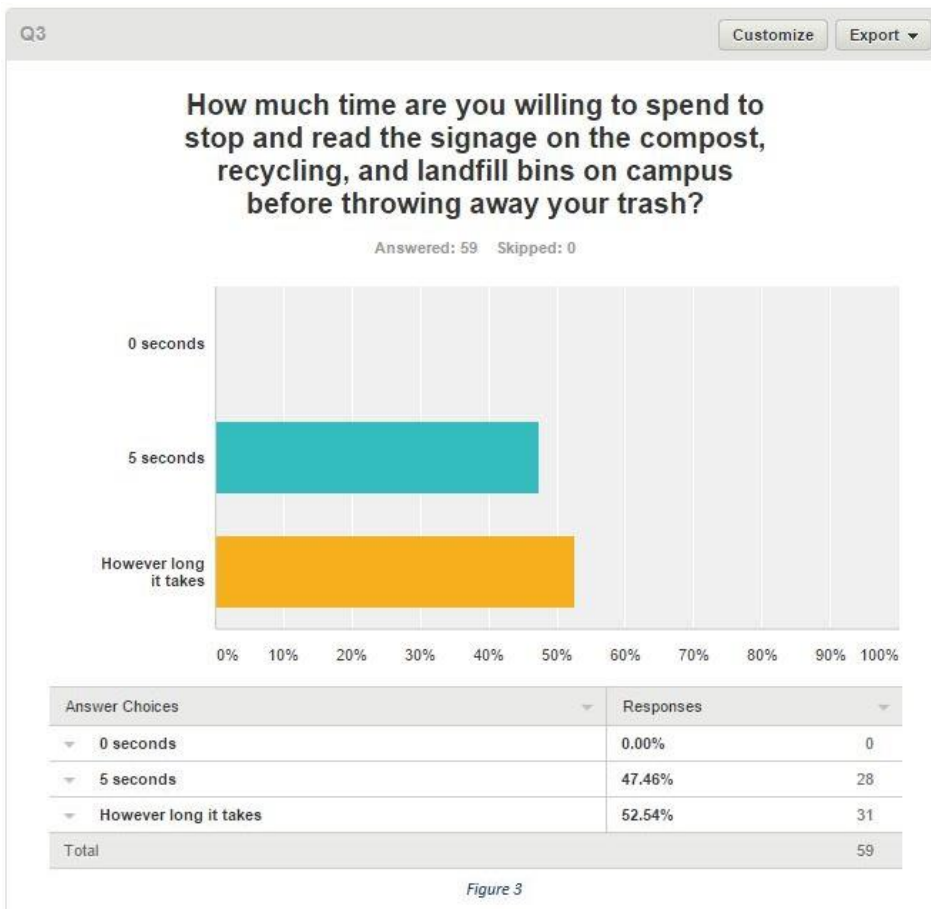 Q3
Customize
Export
How much time are you willing to spend to
stop and read the signage on the compost,
recycling, and landfill bins on campus
before throwing away your trash?
Answered: 59 Skipped: 0
0 seconds
5 seconds
However long
it takes
0% 10% 20% 30% 40% 50% 60% 70% 80% 90% 100%
Answer Choices Responses
0 seconds 0.00% 0
5 seconds 47.46% 28
However long it takes 52.54% 31
Total 59
Figure 3